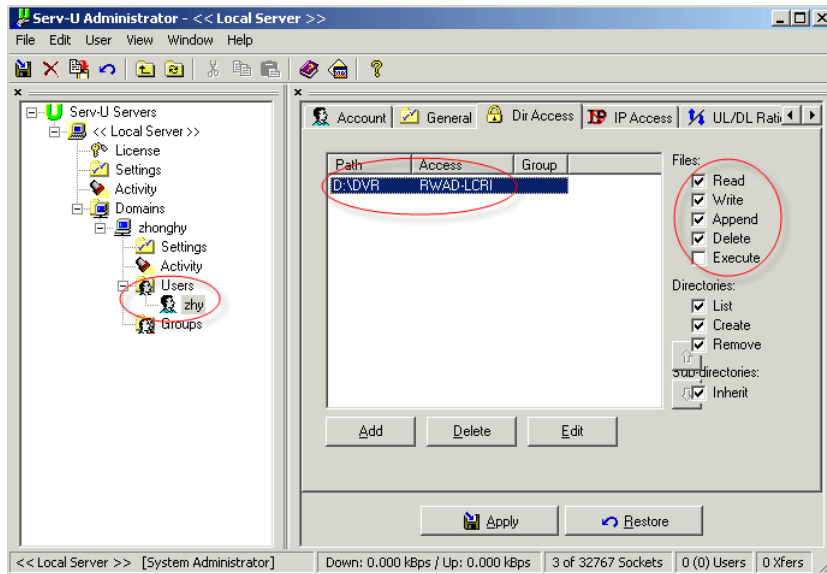 Serv-U Administrator - << Local Server >>
File Edit User View Window Help
Serv-U Servers
<< Local Server >>
License
Settings
Activity
Domains
zhonghy
Settings
Activity
Users
zhy
Groups
Account General Dir Access IP Access UL/DL Rati
Path Access Group
D:\DVR RWAD-LCRI
Files:
Read
Write
Append
Delete
Execute
Directories:
List
Create
Remove
Sub-directories:
Inherit
Add Delete Edit
Apply Restore
<< Local Server >> [System Administrator] Down: 0.000 kBps / Up: 0.000 kBps 3 of 32767 Sockets 0 (0) Users 0 Xfers